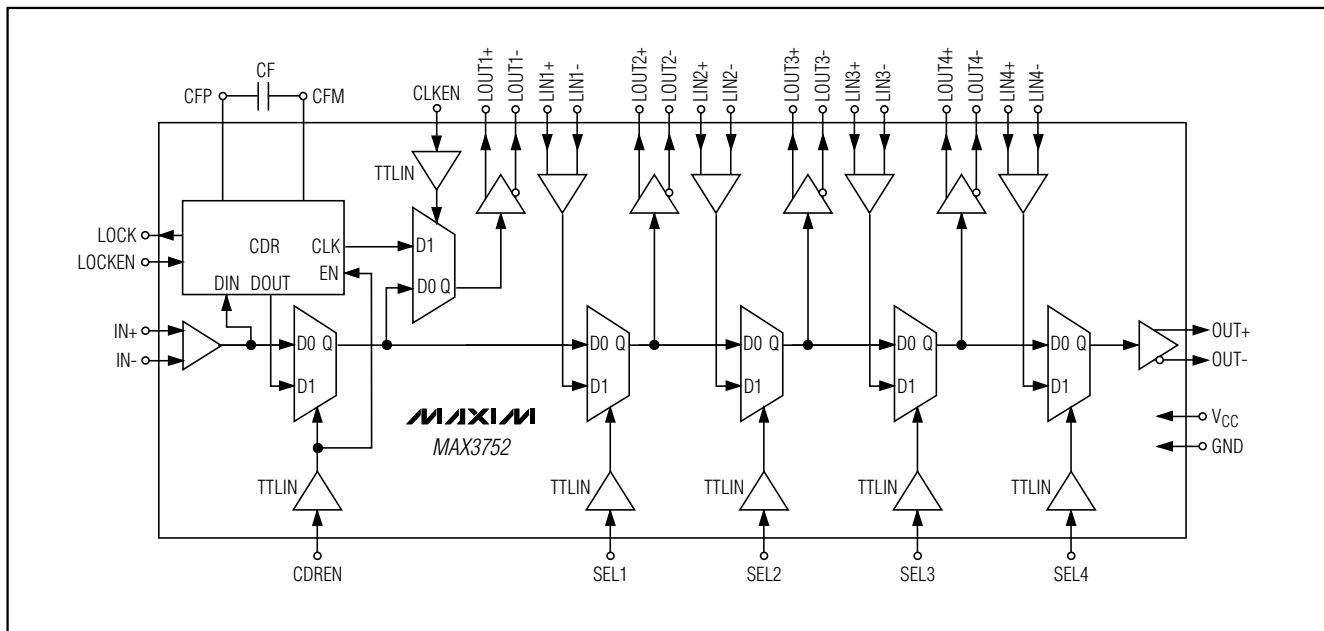 CF
CFP CFM
CLKEN
LOUT1+
LOUT1-
LIN1+
LIN1-
LOUT2+
LOUT2-
LIN2+
LIN2-
LOUT3+
LOUT3-
LIN3+
LIN3-
LOUT4+
LOUT4-
LIN4+
LIN4-
TTLIN
LOCK
LOCKEN
CDR CLK
EN
DIN DOUT
D1
D0 Q
IN+
IN-
D0 Q
D1
D0 Q
D1
D0 Q
D1
D0 Q
D1
D0 Q
D1
OUT+
OUT-
VCC
GND
MAXIM
MAX3752
TTLIN
TTLIN
TTLIN
TTLIN
TTLIN
CDREN
SEL1
SEL2
SEL3
SEL4